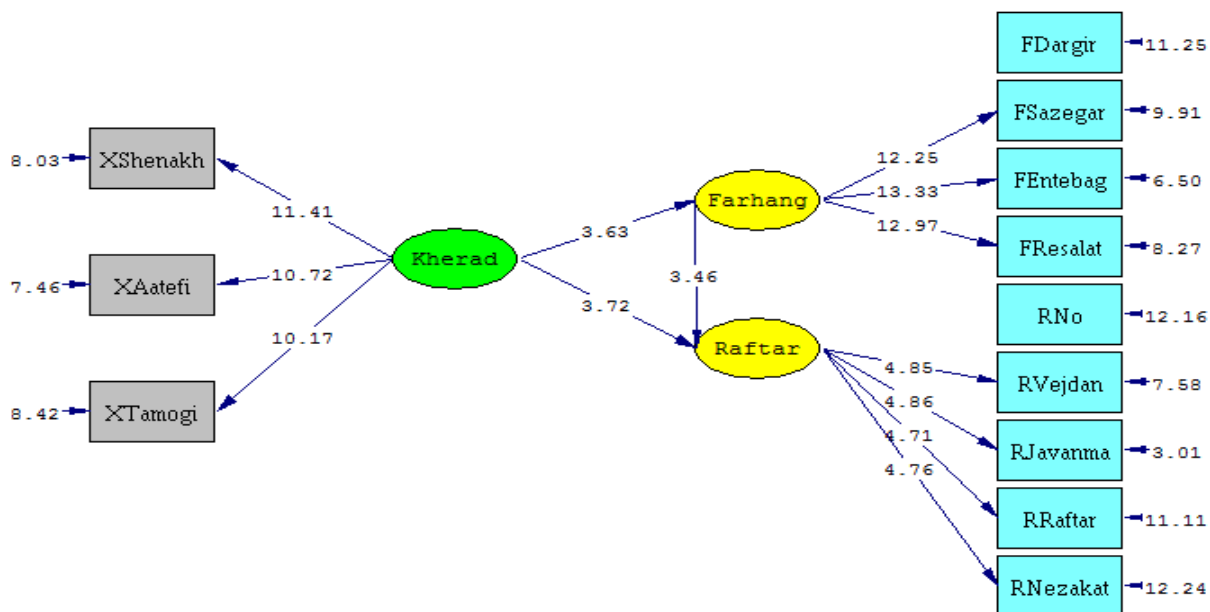 FDargir
11.25
FSazegar
9.91
XShenakh
8.03
12.25
FEntebag
6.50
13.33
11.41
Farhang
12.97
3.63
FResalat
8.27
Kherad
10.72
3.46
XAatefi
7.46
3.72
RNo
12.16
10.17
Raftar
4.85
RVejdan
7.58
4.86
XTamogi
8.42
4.71
RJavanma
3.01
4.76
RRaftar
11.11
RNezakat
12.24